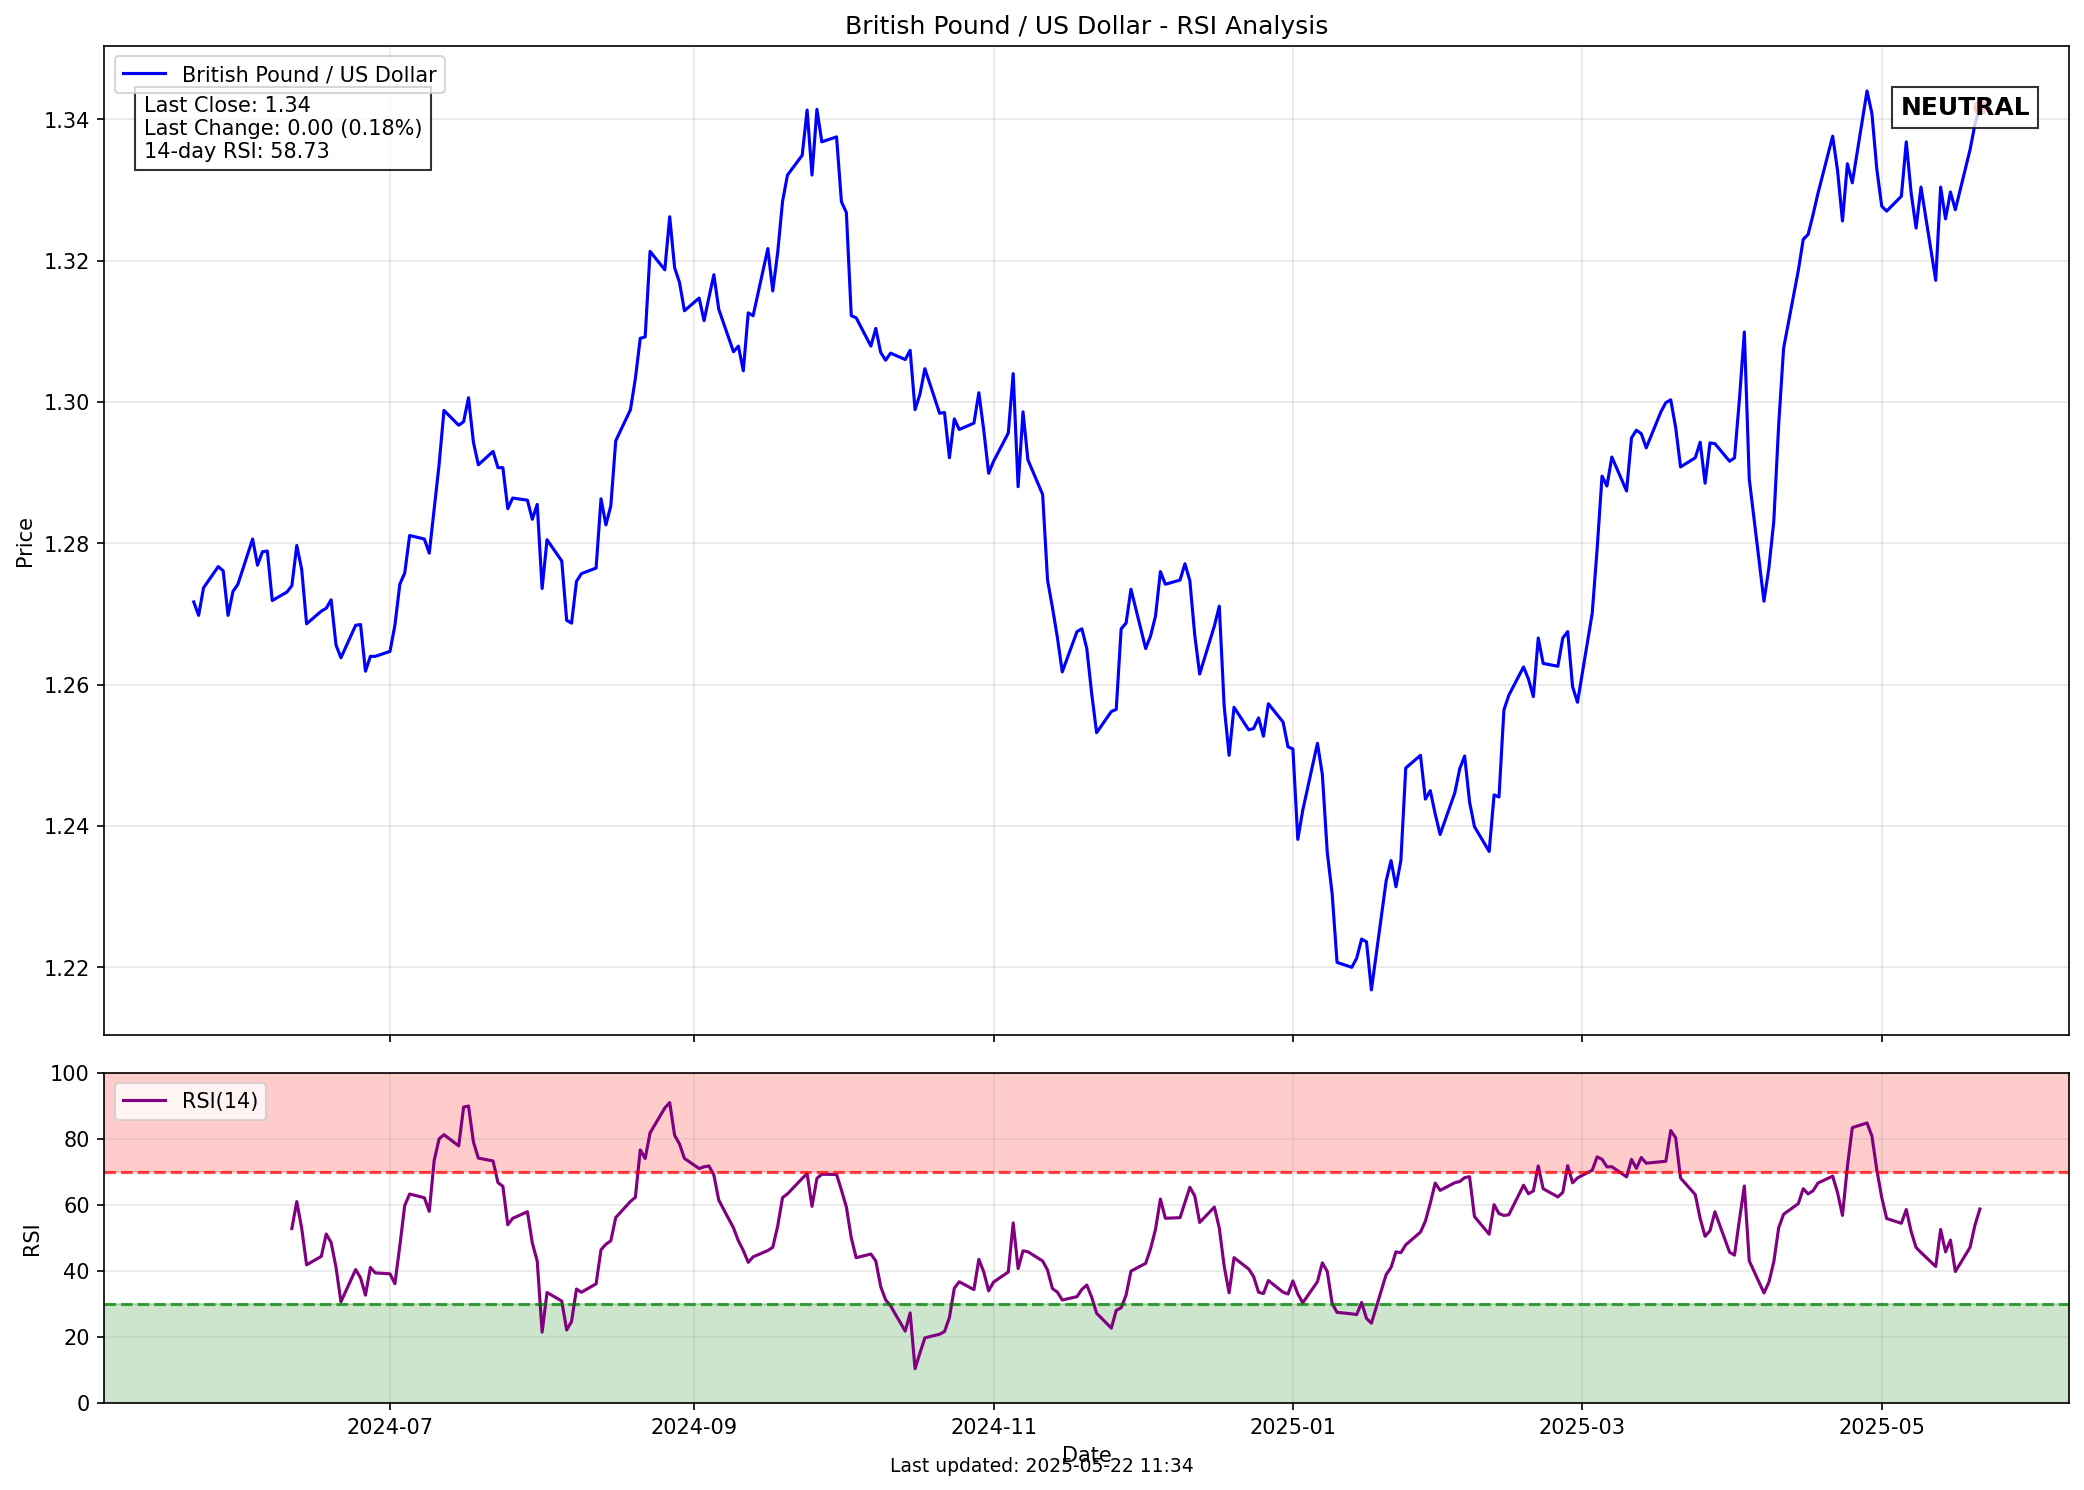 British Pound / US Dollar - RSI Analysis
British Pound / US Dollar
Last Close: 1.34
Last Change: 0.00 (0.18%)
14-day RSI: 58.73
NEUTRAL
1.34
1.32
1.30
1.28
1.26
1.24
1.22
Price
RSI(14)
100
80
60
40
20
0
RSI
2024-07
2024-09
2024-11
2025-01
2025-03
2025-05
Date
Last updated: 2025-05-22 11:34